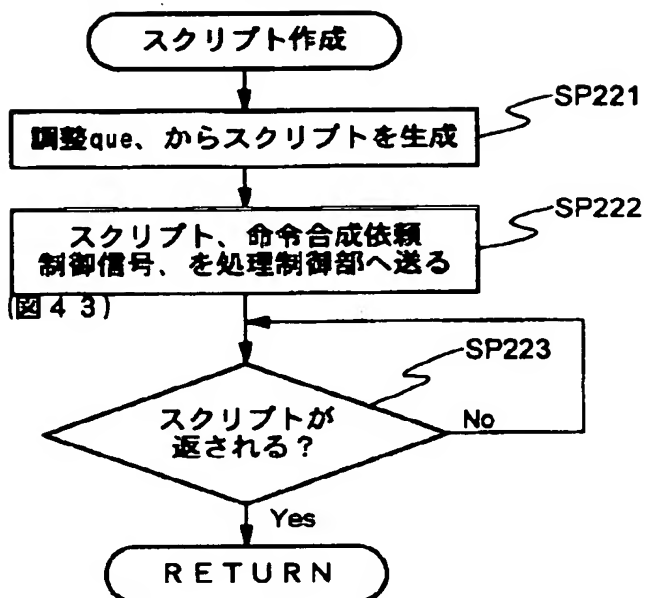 スクリプト作成
SP221
調整que、からスクリプトを生成
SP222
スクリプト、命令合成依頼
制御信号、を処理制御部へ送る
(図４３)
SP223
スクリプトが
返される？
No
Yes
ＲＥＴＵＲＮ